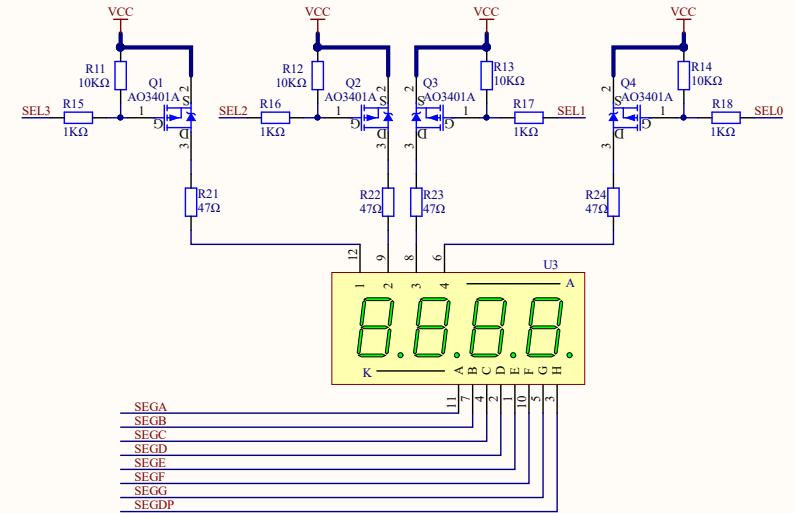 VCC VCC VCC VCC
R11 10KΩ R12 10KΩ R13 10KΩ R14 10KΩ
Q1 AO3401A Q2 AO3401A Q3 AO3401A Q4 AO3401A
2 S 2 S 2 S 2 S
SEL3 R15 1KΩ 1 G SEL2 R16 1KΩ 1 G G 1 R17 1KΩ SEL1 G 1 R18 1KΩ SEL0
D 3 D 3 D 3 D 3
R21 47Ω R22 47Ω R23 47Ω R24 47Ω
12 9 8 6
U3
1 2 3 4 A
8.8.8.8.
K A B C D E F G H
11 7 4 2 1 10 5 3
SEGA
SEGB
SEGC
SEGD
SEGE
SEGF
SEGG
SEGDP